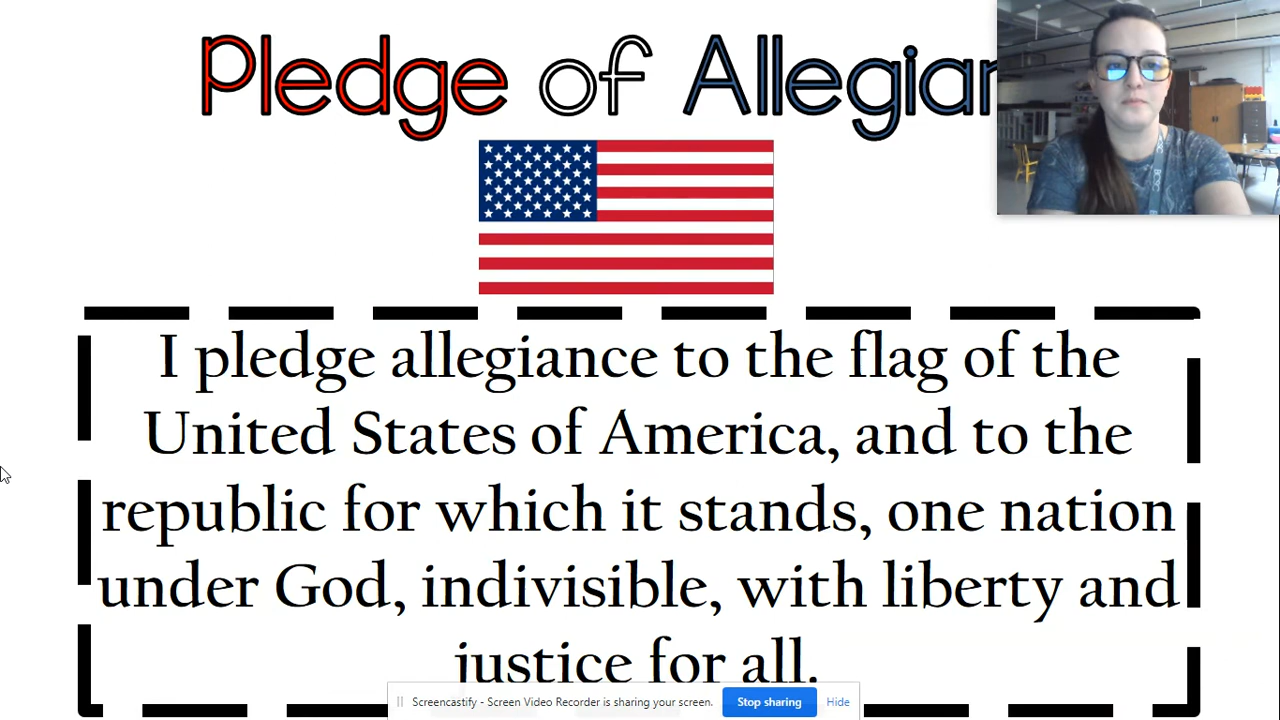 Pledge of Allegian
I pledge allegiance to the flag of the
United States of America, and to the
republic for which it stands, one nation
under God, indivisible, with liberty and
justice for all.
Screencastify - Screen Video Recorder is sharing your screen. Stop sharing Hide